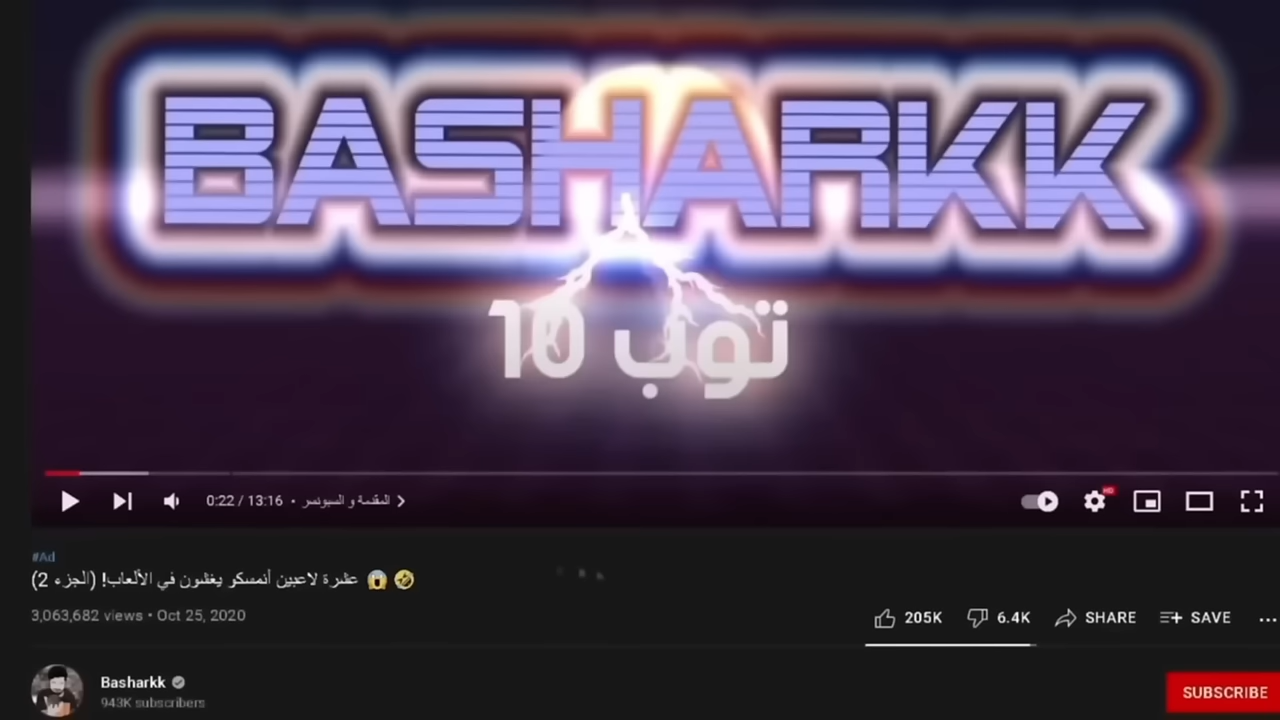 BASHARKK
توب 10
0:22 / 13:16 • المقدمة و السبونسر
HD
#Ad
عشرة لاعبين أنمسكو يغشون في الألعاب! (الجزء 2) 😱 🤣
3,063,682 views • Oct 25, 2020
205K 6.4K SHARE SAVE
Basharkk
943K subscribers
SUBSCRIBE